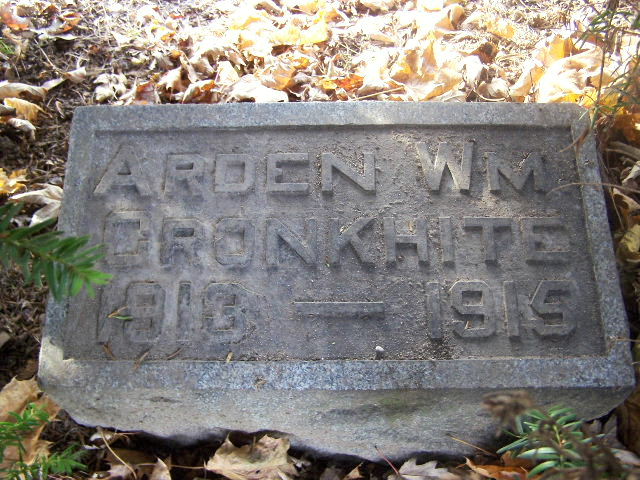 ARDEN WM
CRONKHITE
1913 — 1915